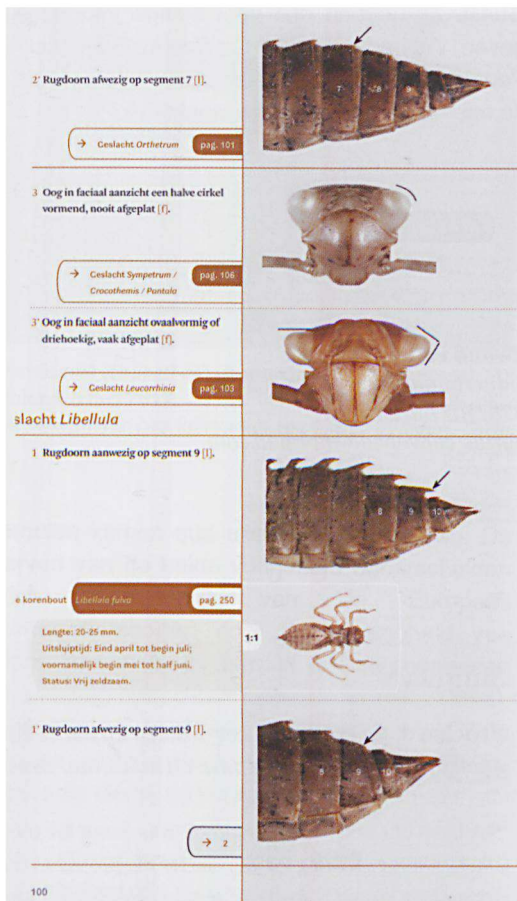 2' Rugdoorn afwezig op segment 7 [l].
7
8
9
→ Geslacht Orthetrum pag. 101
3 Oog in faciaal aanzicht een halve cirkel
vormend, nooit afgeplat [f].
→ Geslacht Sympetrum / pag. 106
Crocothemis / Pantala
3' Oog in faciaal aanzicht ovaalvormig of
driehoekig, vaak afgeplat [f].
→ Geslacht Leucorrhinia pag. 103
slacht Libellula
1 Rugdoorn aanwezig op segment 9 [l].
8
9
10
e korenbout Libellula fulva pag. 250
Lengte: 20-25 mm.
Uitsluiptijd: Eind april tot begin juli;
voornamelijk begin mei tot half juni.
Status: Vrij zeldzaam.
1:1
1' Rugdoorn afwezig op segment 9 [l].
8
9
10
→ 2
100